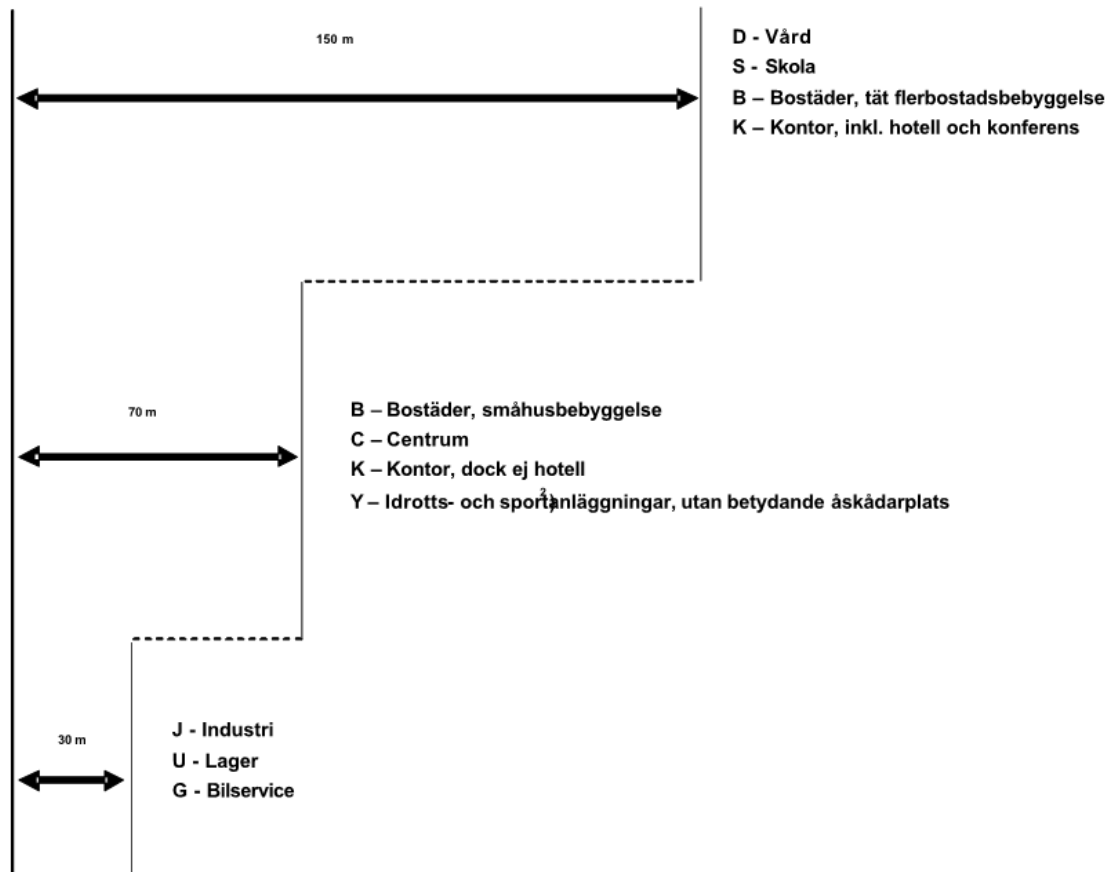 150 m
D - Vård
S - Skola
B – Bostäder, tät flerbostadsbebyggelse
K – Kontor, inkl. hotell och konferens
70 m
B – Bostäder, småhusbebyggelse
C – Centrum
K – Kontor, dock ej hotell
Y – Idrotts- och sportanläggningar, utan betydande åskådarplats 2)
30 m
J - Industri
U - Lager
G - Bilservice